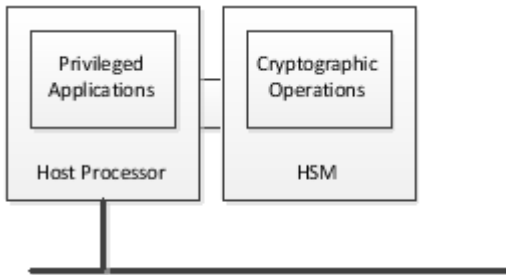 Privileged
Applications
Host Processor
Cryptographic
Operations
HSM